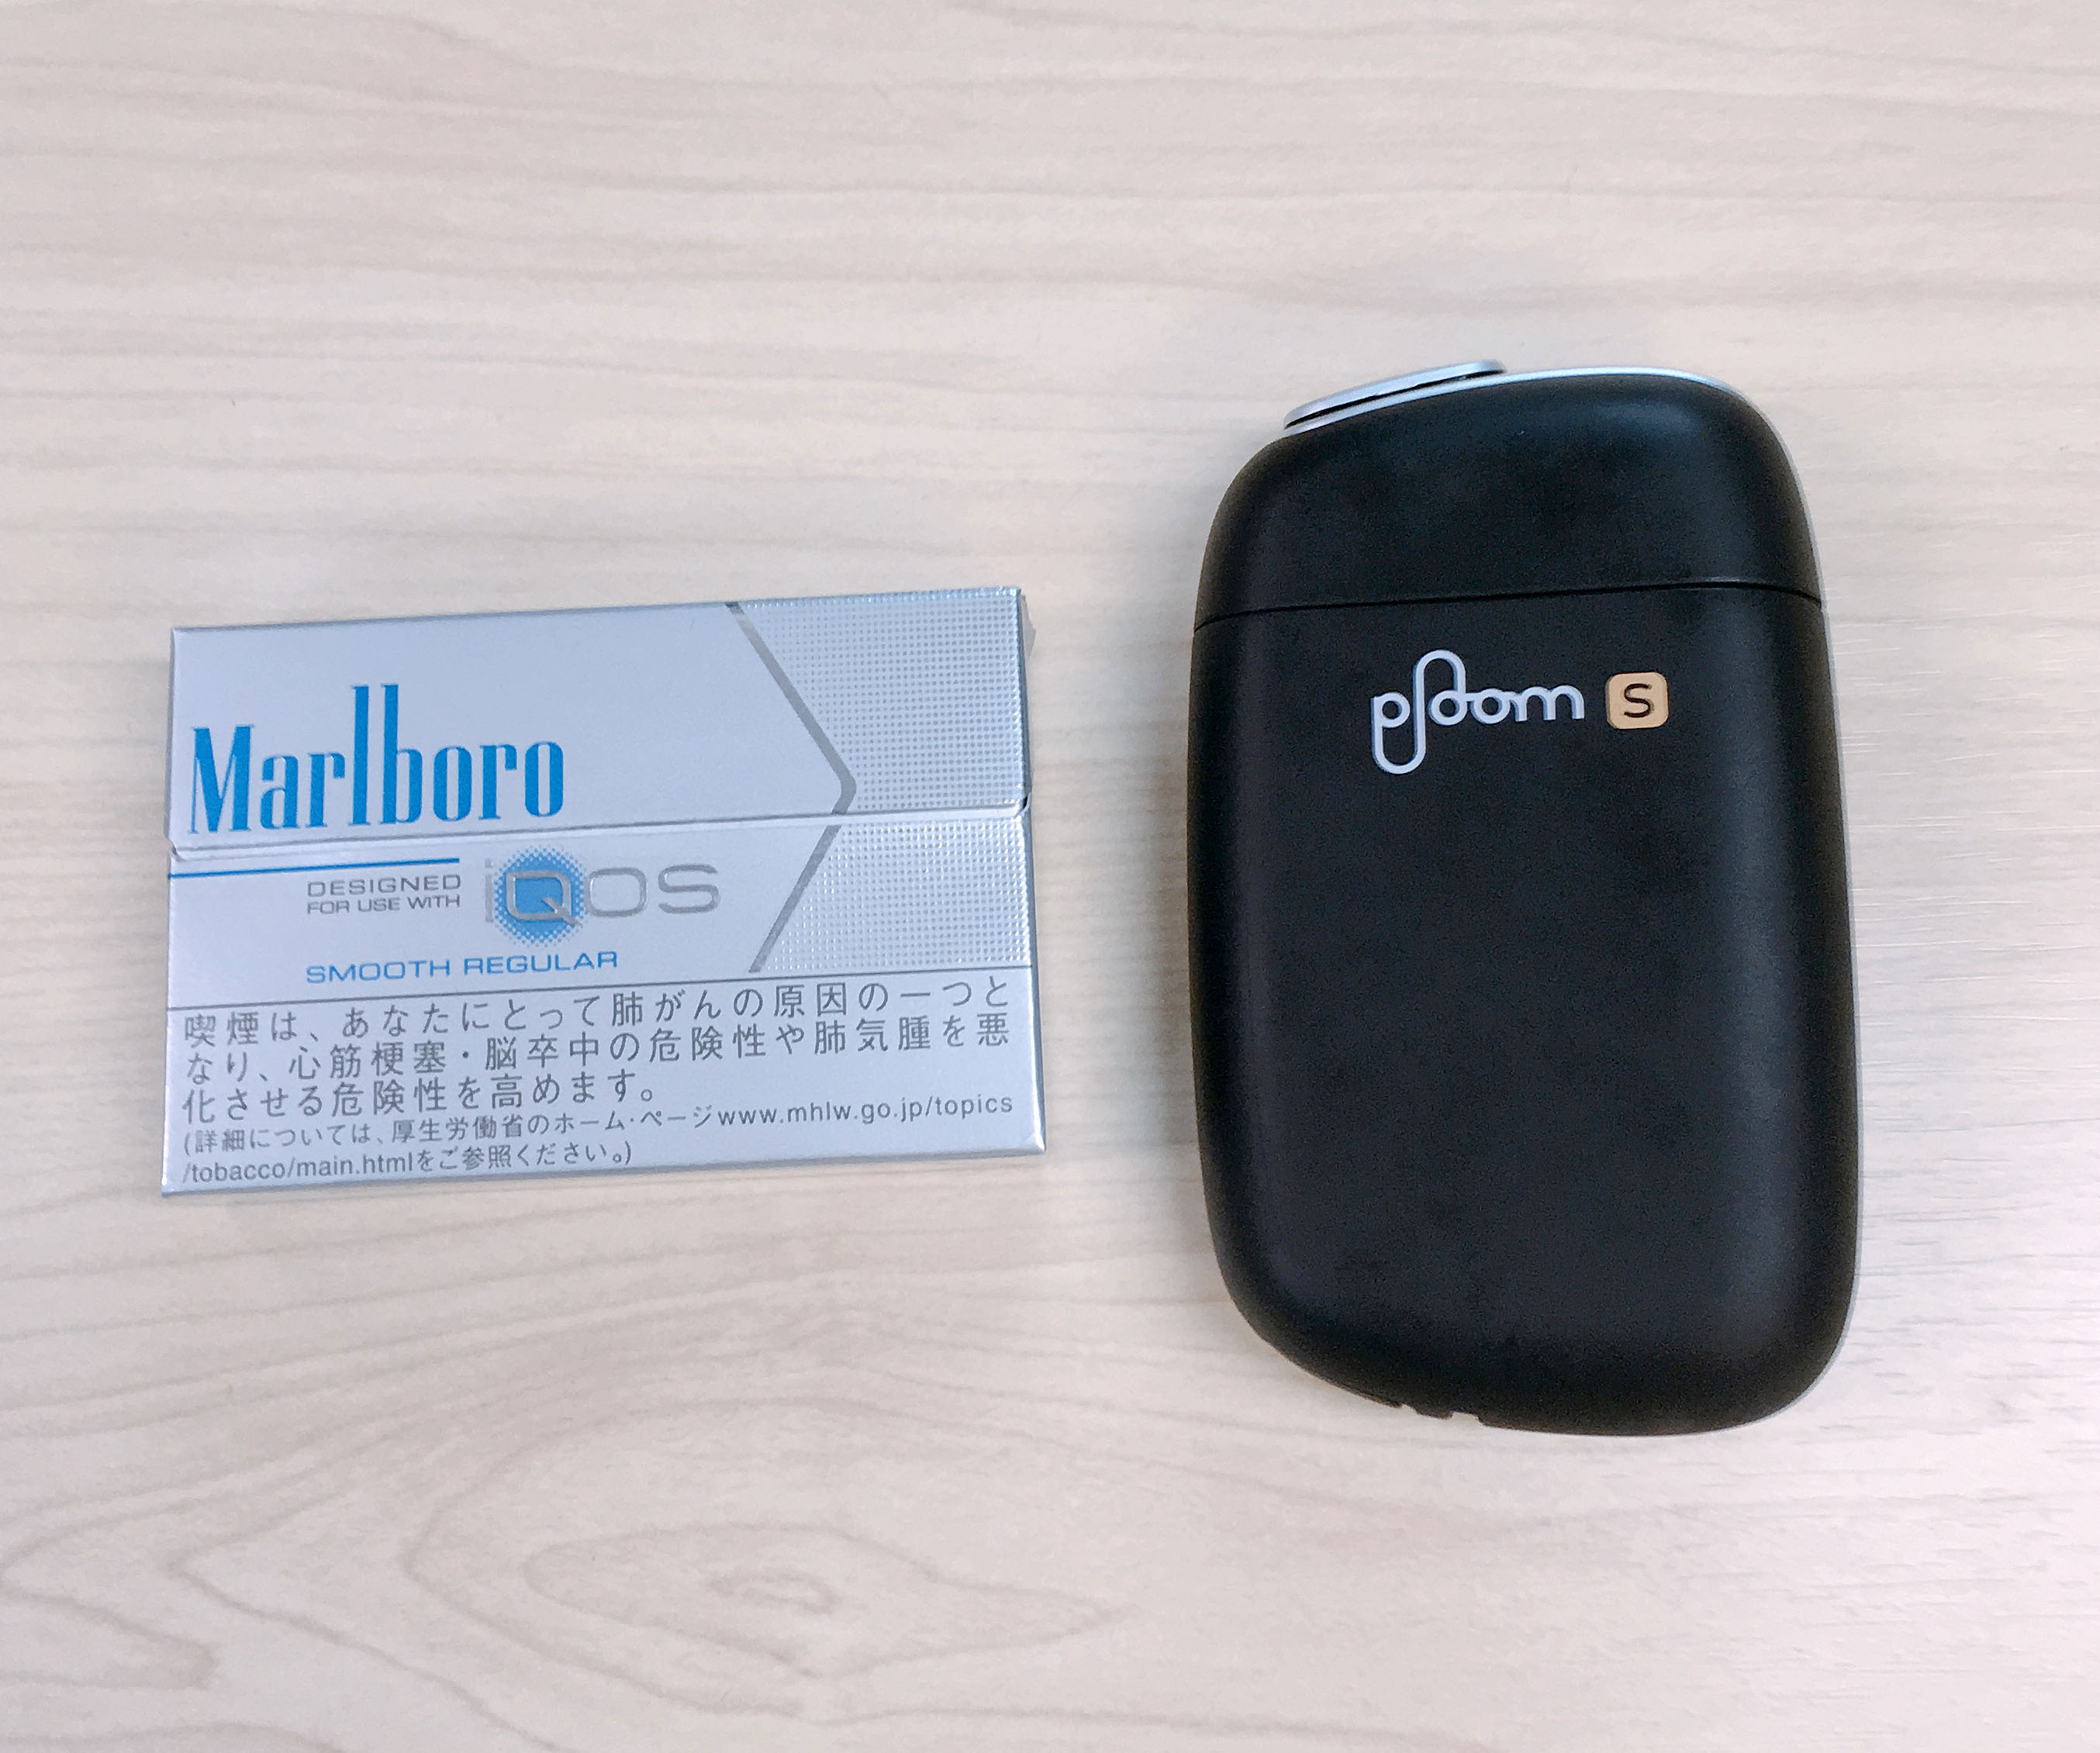 Marlboro
DESIGNED
FOR USE WITH
iQOS
SMOOTH REGULAR
喫煙は、あなたにとって肺がんの原因の一つと
なり、心筋梗塞・脳卒中の危険性や肺気腫を悪
化させる危険性を高めます。
(詳細については、厚生労働省のホーム・ページwww.mhlw.go.jp/topics
/tobacco/main.htmlをご参照ください。)
ploom S